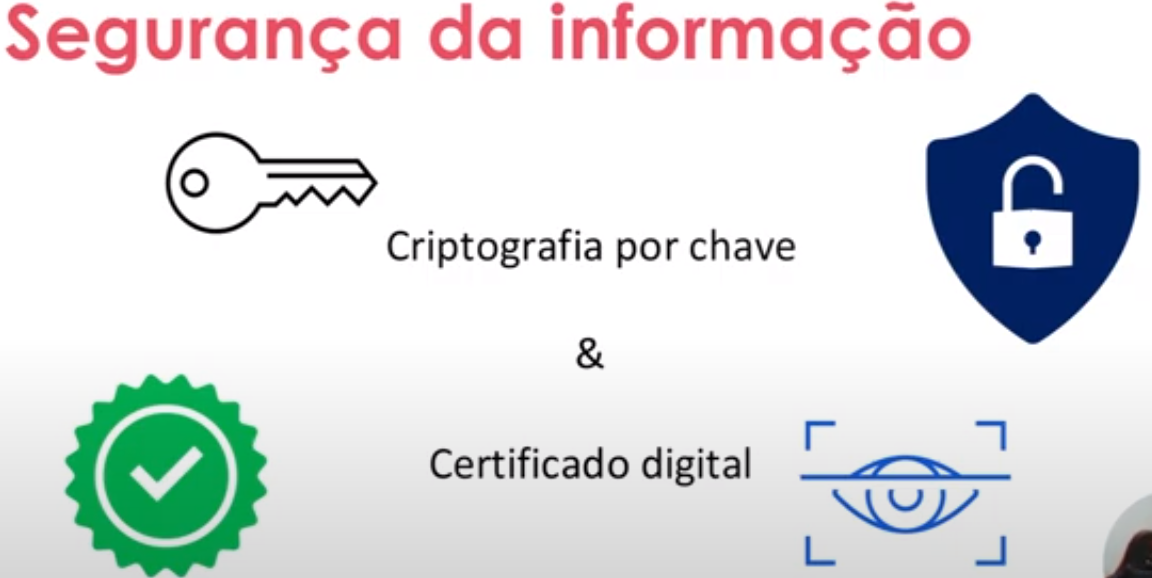 Segurança da informação
Criptografia por chave
&
Certificado digital